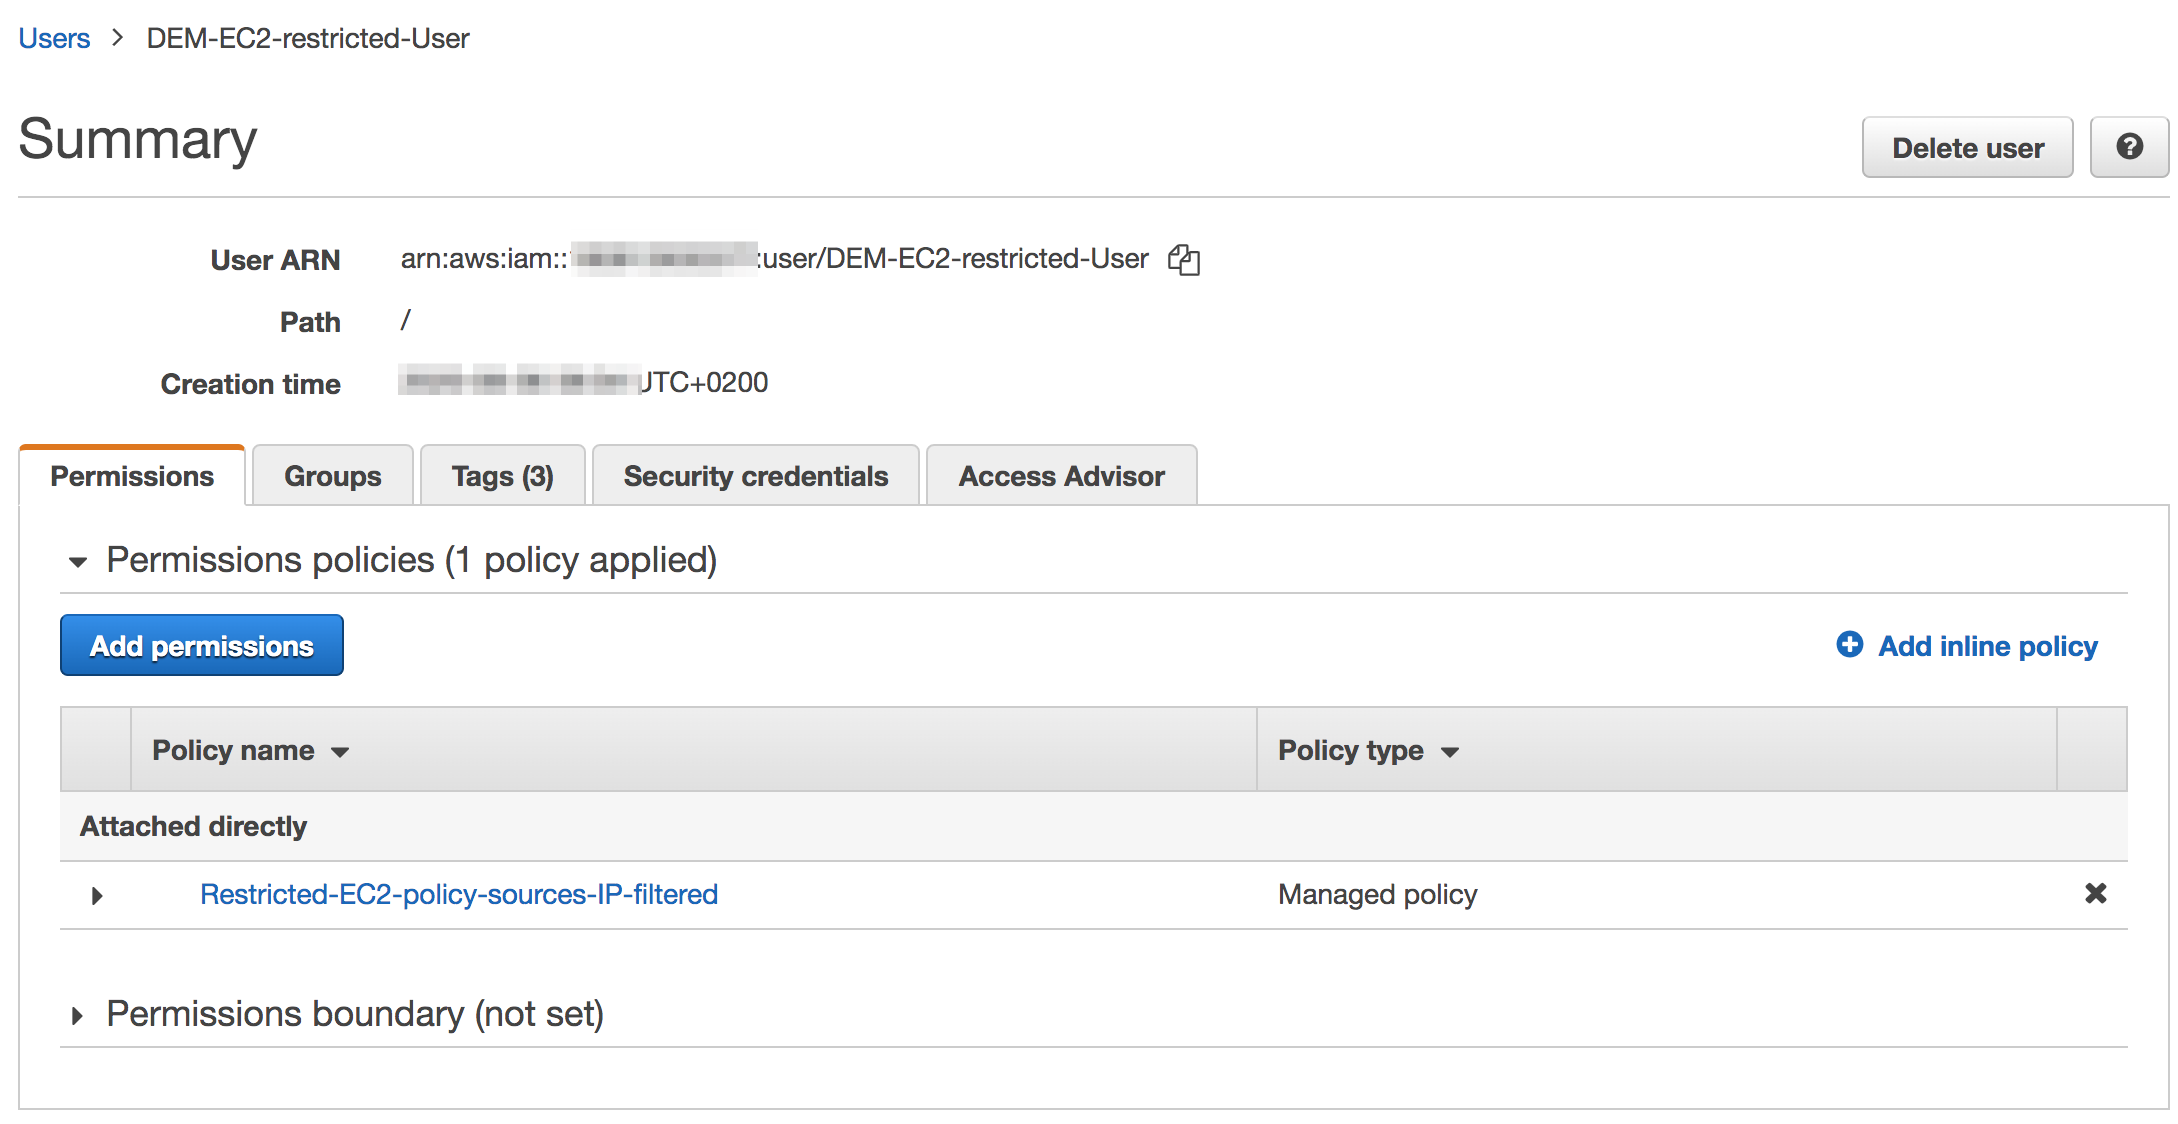 Users > DEM-EC2-restricted-User
Summary
Delete user
User ARN arn:aws:iam:: :user/DEM-EC2-restricted-User
Path /
Creation time UTC+0200
Permissions Groups Tags (3) Security credentials Access Advisor
Permissions policies (1 policy applied)
Add permissions
Add inline policy
Policy name Policy type
Attached directly
Restricted-EC2-policy-sources-IP-filtered Managed policy
Permissions boundary (not set)